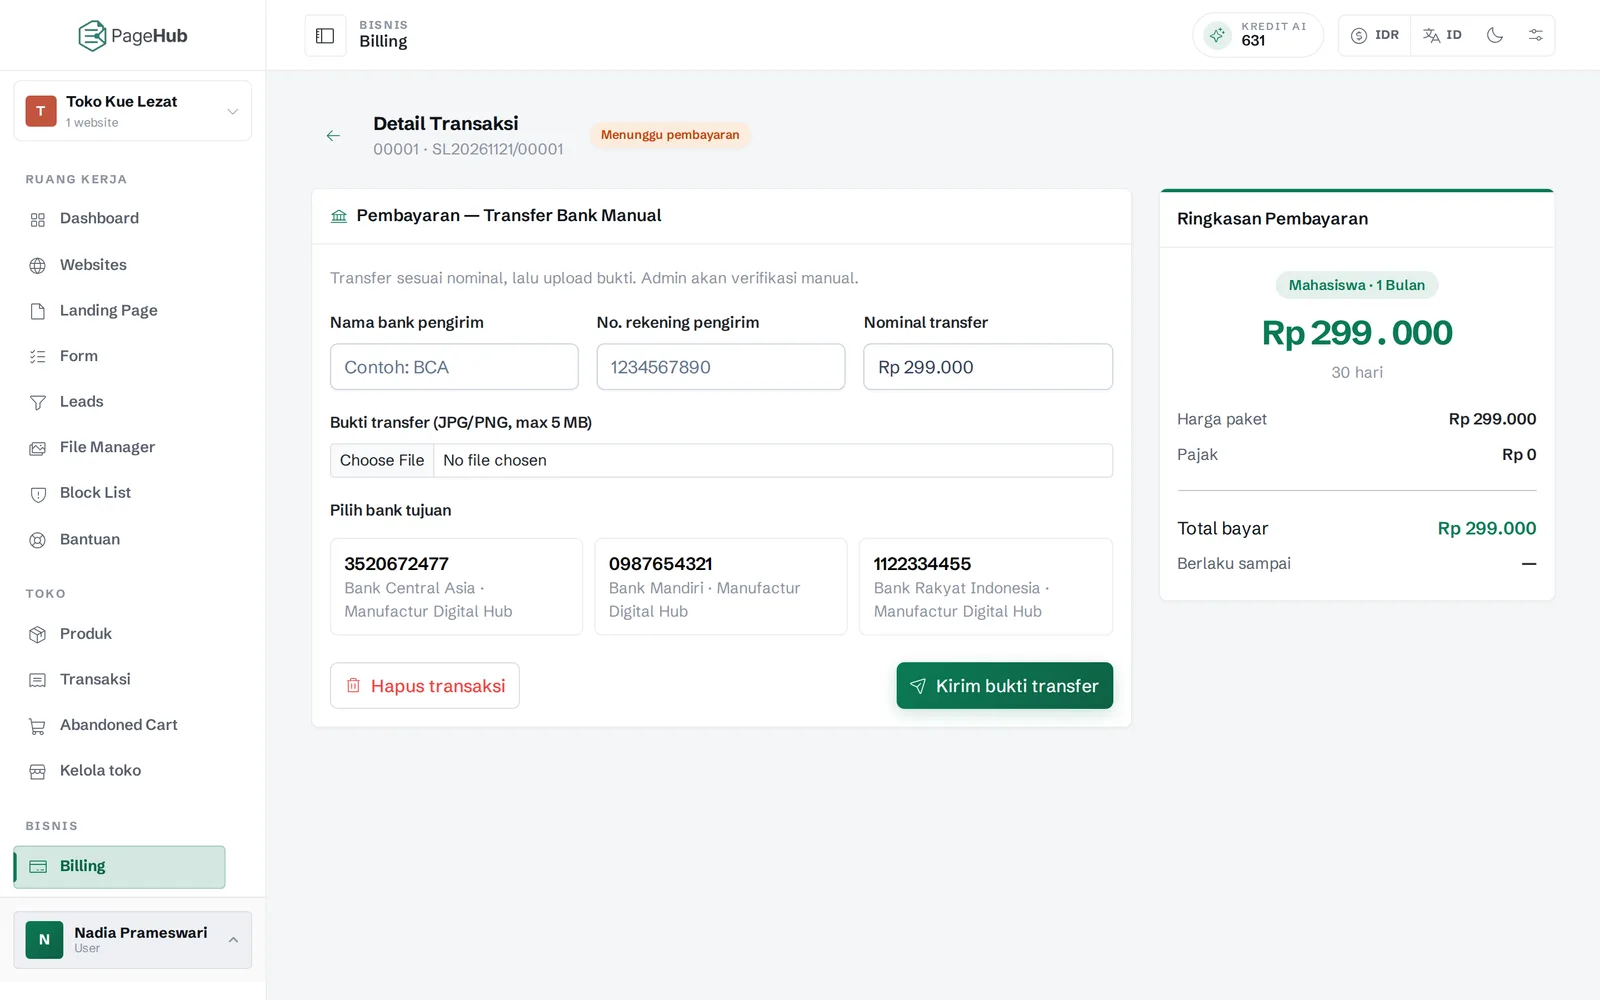 PageHub
Toko Kue Lezat
1 website
RUANG KERJA
Dashboard
Websites
Landing Page
Form
Leads
File Manager
Block List
Bantuan
TOKO
Produk
Transaksi
Abandoned Cart
Kelola toko
BISNIS
Billing
N
Nadia Prameswari
User
T
BISNIS
Billing
KREDIT AI
631
IDR
ID
Detail Transaksi
00001 · SL20261121/00001
Menunggu pembayaran
Pembayaran — Transfer Bank Manual
Transfer sesuai nominal, lalu upload bukti. Admin akan verifikasi manual.
Nama bank pengirim
Contoh: BCA
No. rekening pengirim
1234567890
Nominal transfer
Rp 299.000
Bukti transfer (JPG/PNG, max 5 MB)
Choose File No file chosen
Pilih bank tujuan
3520672477
Bank Central Asia ·
Manufactur Digital Hub
0987654321
Bank Mandiri · Manufactur
Digital Hub
1122334455
Bank Rakyat Indonesia ·
Manufactur Digital Hub
Hapus transaksi
Kirim bukti transfer
Ringkasan Pembayaran
Mahasiswa · 1 Bulan
Rp 299.000
30 hari
Harga paket Rp 299.000
Pajak Rp 0
Total bayar Rp 299.000
Berlaku sampai —